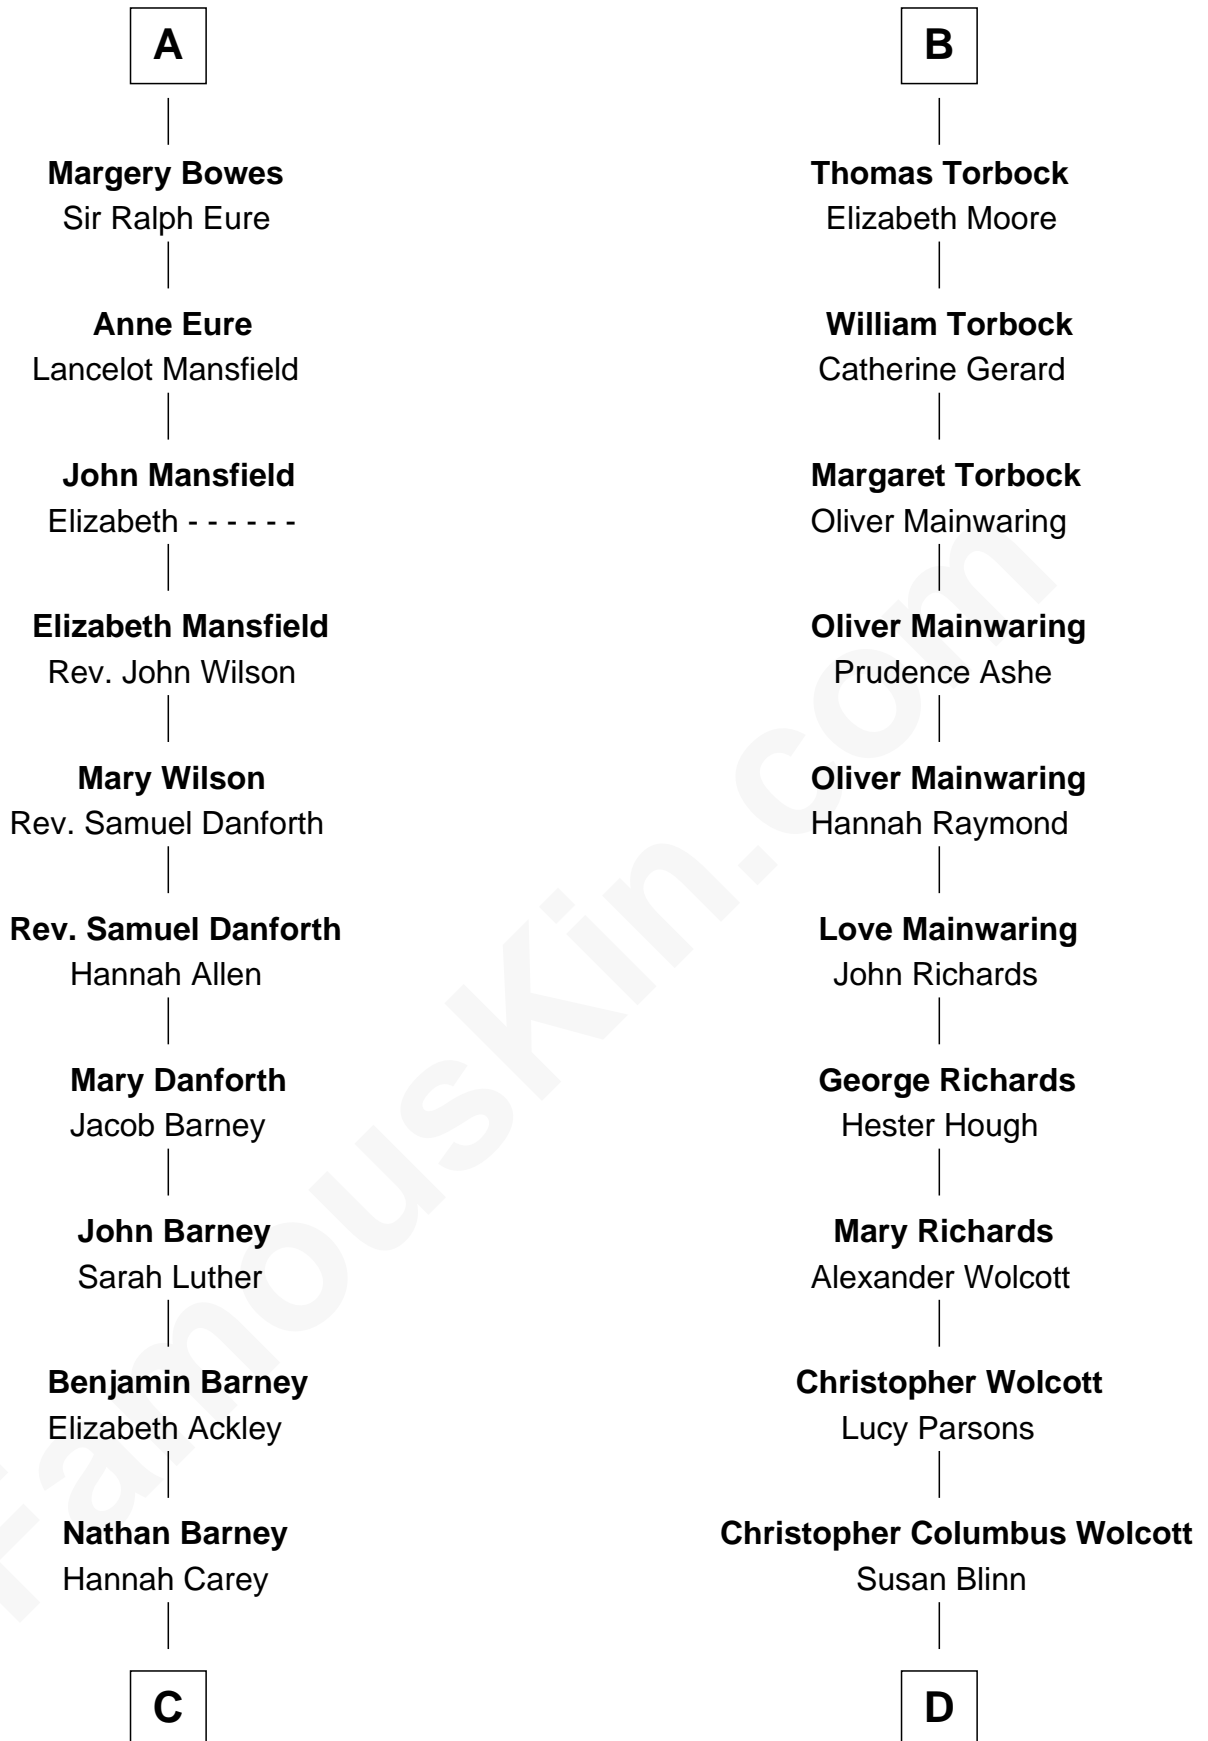 A
Margery Bowes
Sir Ralph Eure
Anne Eure
Lancelot Mansfield
John Mansfield
Elizabeth - - - - - -
Elizabeth Mansfield
Rev. John Wilson
Mary Wilson
Rev. Samuel Danforth
Rev. Samuel Danforth
Hannah Allen
Mary Danforth
Jacob Barney
John Barney
Sarah Luther
Benjamin Barney
Elizabeth Ackley
Nathan Barney
Hannah Carey
C
B
Thomas Torbock
Elizabeth Moore
William Torbock
Catherine Gerard
Margaret Torbock
Oliver Mainwaring
Oliver Mainwaring
Prudence Ashe
Oliver Mainwaring
Hannah Raymond
Love Mainwaring
John Richards
George Richards
Hester Hough
Mary Richards
Alexander Wolcott
Christopher Wolcott
Lucy Parsons
Christopher Columbus Wolcott
Susan Blinn
D
FamousKin.com